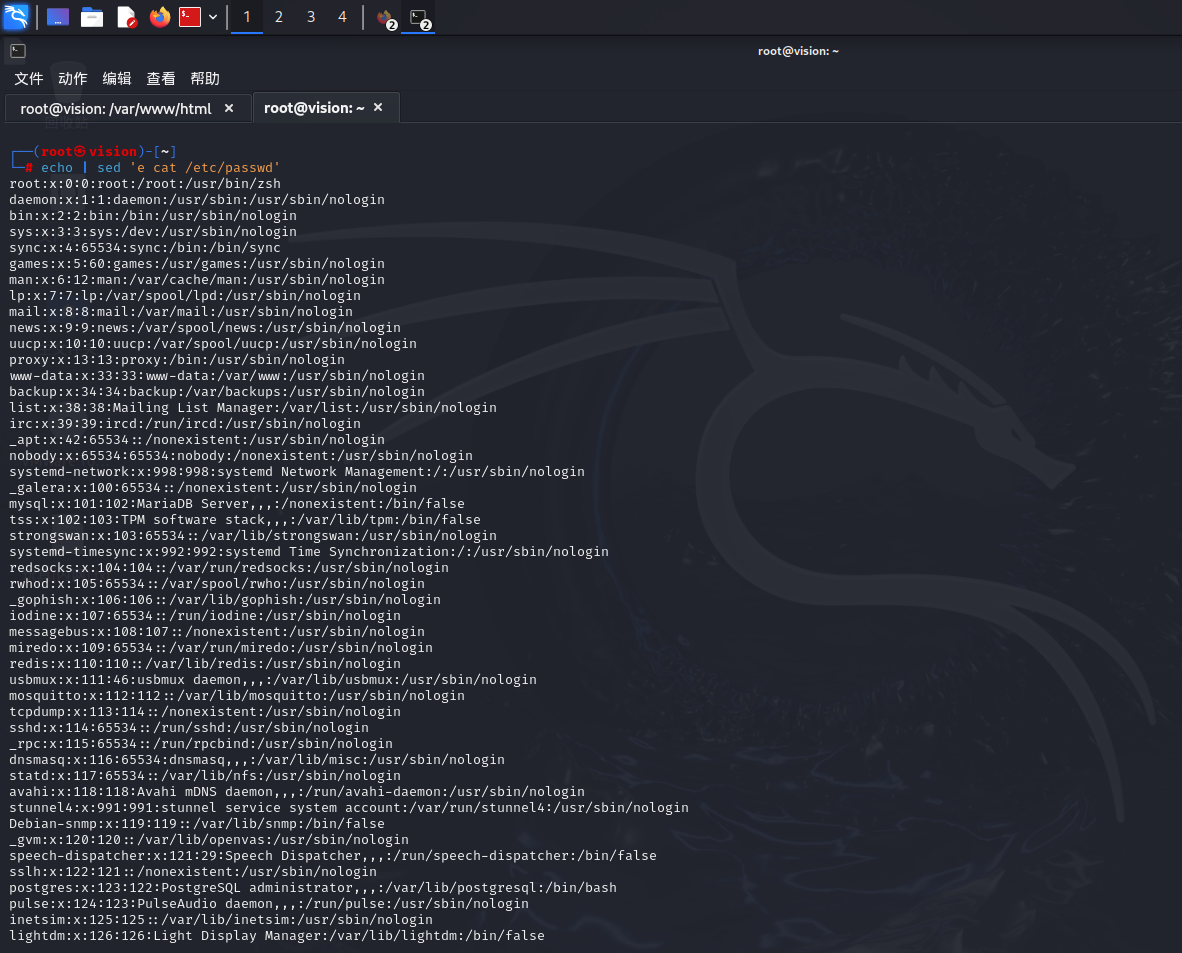 1 2 3 4 2 2
root@vision: ~
文件 动作 编辑 查看 帮助
root@vision: /var/www/html × root@vision: ~ ×
┌──(root㉿vision)-[~]
└─# echo | sed 'e cat /etc/passwd'
root:x:0:0:root:/root:/usr/bin/zsh
daemon:x:1:1:daemon:/usr/sbin:/usr/sbin/nologin
bin:x:2:2:bin:/bin:/usr/sbin/nologin
sys:x:3:3:sys:/dev:/usr/sbin/nologin
sync:x:4:65534:sync:/bin:/bin/sync
games:x:5:60:games:/usr/games:/usr/sbin/nologin
man:x:6:12:man:/var/cache/man:/usr/sbin/nologin
lp:x:7:7:lp:/var/spool/lpd:/usr/sbin/nologin
mail:x:8:8:mail:/var/mail:/usr/sbin/nologin
news:x:9:9:news:/var/spool/news:/usr/sbin/nologin
uucp:x:10:10:uucp:/var/spool/uucp:/usr/sbin/nologin
proxy:x:13:13:proxy:/bin:/usr/sbin/nologin
www-data:x:33:33:www-data:/var/www:/usr/sbin/nologin
backup:x:34:34:backup:/var/backups:/usr/sbin/nologin
list:x:38:38:Mailing List Manager:/var/list:/usr/sbin/nologin
irc:x:39:39:ircd:/run/ircd:/usr/sbin/nologin
_apt:x:42:65534::/nonexistent:/usr/sbin/nologin
nobody:x:65534:65534:nobody:/nonexistent:/usr/sbin/nologin
systemd-network:x:998:998:systemd Network Management:/:/usr/sbin/nologin
_galera:x:100:65534::/nonexistent:/usr/sbin/nologin
mysql:x:101:102:MariaDB Server,,,:/nonexistent:/bin/false
tss:x:102:103:TPM software stack,,,:/var/lib/tpm:/bin/false
strongswan:x:103:65534::/var/lib/strongswan:/usr/sbin/nologin
systemd-timesync:x:992:992:systemd Time Synchronization:/:/usr/sbin/nologin
redsocks:x:104:104::/var/run/redsocks:/usr/sbin/nologin
rwhod:x:105:65534::/var/spool/rwho:/usr/sbin/nologin
_gophish:x:106:106::/var/lib/gophish:/usr/sbin/nologin
iodine:x:107:65534::/run/iodine:/usr/sbin/nologin
messagebus:x:108:107::/nonexistent:/usr/sbin/nologin
miredo:x:109:65534::/var/run/miredo:/usr/sbin/nologin
redis:x:110:110::/var/lib/redis:/usr/sbin/nologin
usbmux:x:111:46:usbmux daemon,,,:/var/lib/usbmux:/usr/sbin/nologin
mosquitto:x:112:112::/var/lib/mosquitto:/usr/sbin/nologin
tcpdump:x:113:114::/nonexistent:/usr/sbin/nologin
sshd:x:114:65534::/run/sshd:/usr/sbin/nologin
_rpc:x:115:65534::/run/rpcbind:/usr/sbin/nologin
dnsmasq:x:116:65534:dnsmasq,,,:/var/lib/misc:/usr/sbin/nologin
statd:x:117:65534::/var/lib/nfs:/usr/sbin/nologin
avahi:x:118:118:Avahi mDNS daemon,,,:/run/avahi-daemon:/usr/sbin/nologin
stunnel4:x:991:991:stunnel service system account:/var/run/stunnel4:/usr/sbin/nologin
Debian-snmp:x:119:119::/var/lib/snmp:/bin/false
_gvm:x:120:120::/var/lib/openvas:/usr/sbin/nologin
speech-dispatcher:x:121:29:Speech Dispatcher,,,:/run/speech-dispatcher:/bin/false
sslh:x:122:121::/nonexistent:/usr/sbin/nologin
postgres:x:123:122:PostgreSQL administrator,,,:/var/lib/postgresql:/bin/bash
pulse:x:124:123:PulseAudio daemon,,,:/run/pulse:/usr/sbin/nologin
inetsim:x:125:125::/var/lib/inetsim:/usr/sbin/nologin
lightdm:x:126:126:Light Display Manager:/var/lib/lightdm:/bin/false